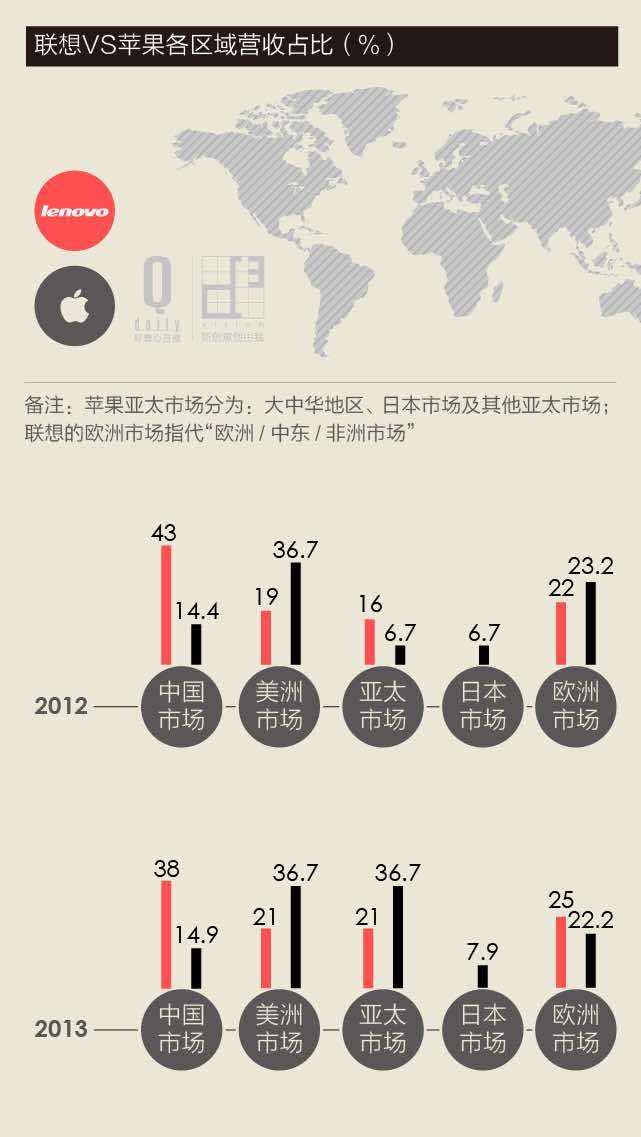 联想VS苹果各区域营收占比（%）
lenovo
Q
daily
好奇心日报
备注：苹果亚太市场分为：大中华地区、日本市场及其他亚太市场；
联想的欧洲市场指代“欧洲 / 中东 / 非洲市场”
43
14.4
19
36.7
16
6.7
6.7
22
23.2
2012
中国
市场
美洲
市场
亚太
市场
日本
市场
欧洲
市场
38
14.9
21
36.7
21
36.7
7.9
25
22.2
2013
中国
市场
美洲
市场
亚太
市场
日本
市场
欧洲
市场